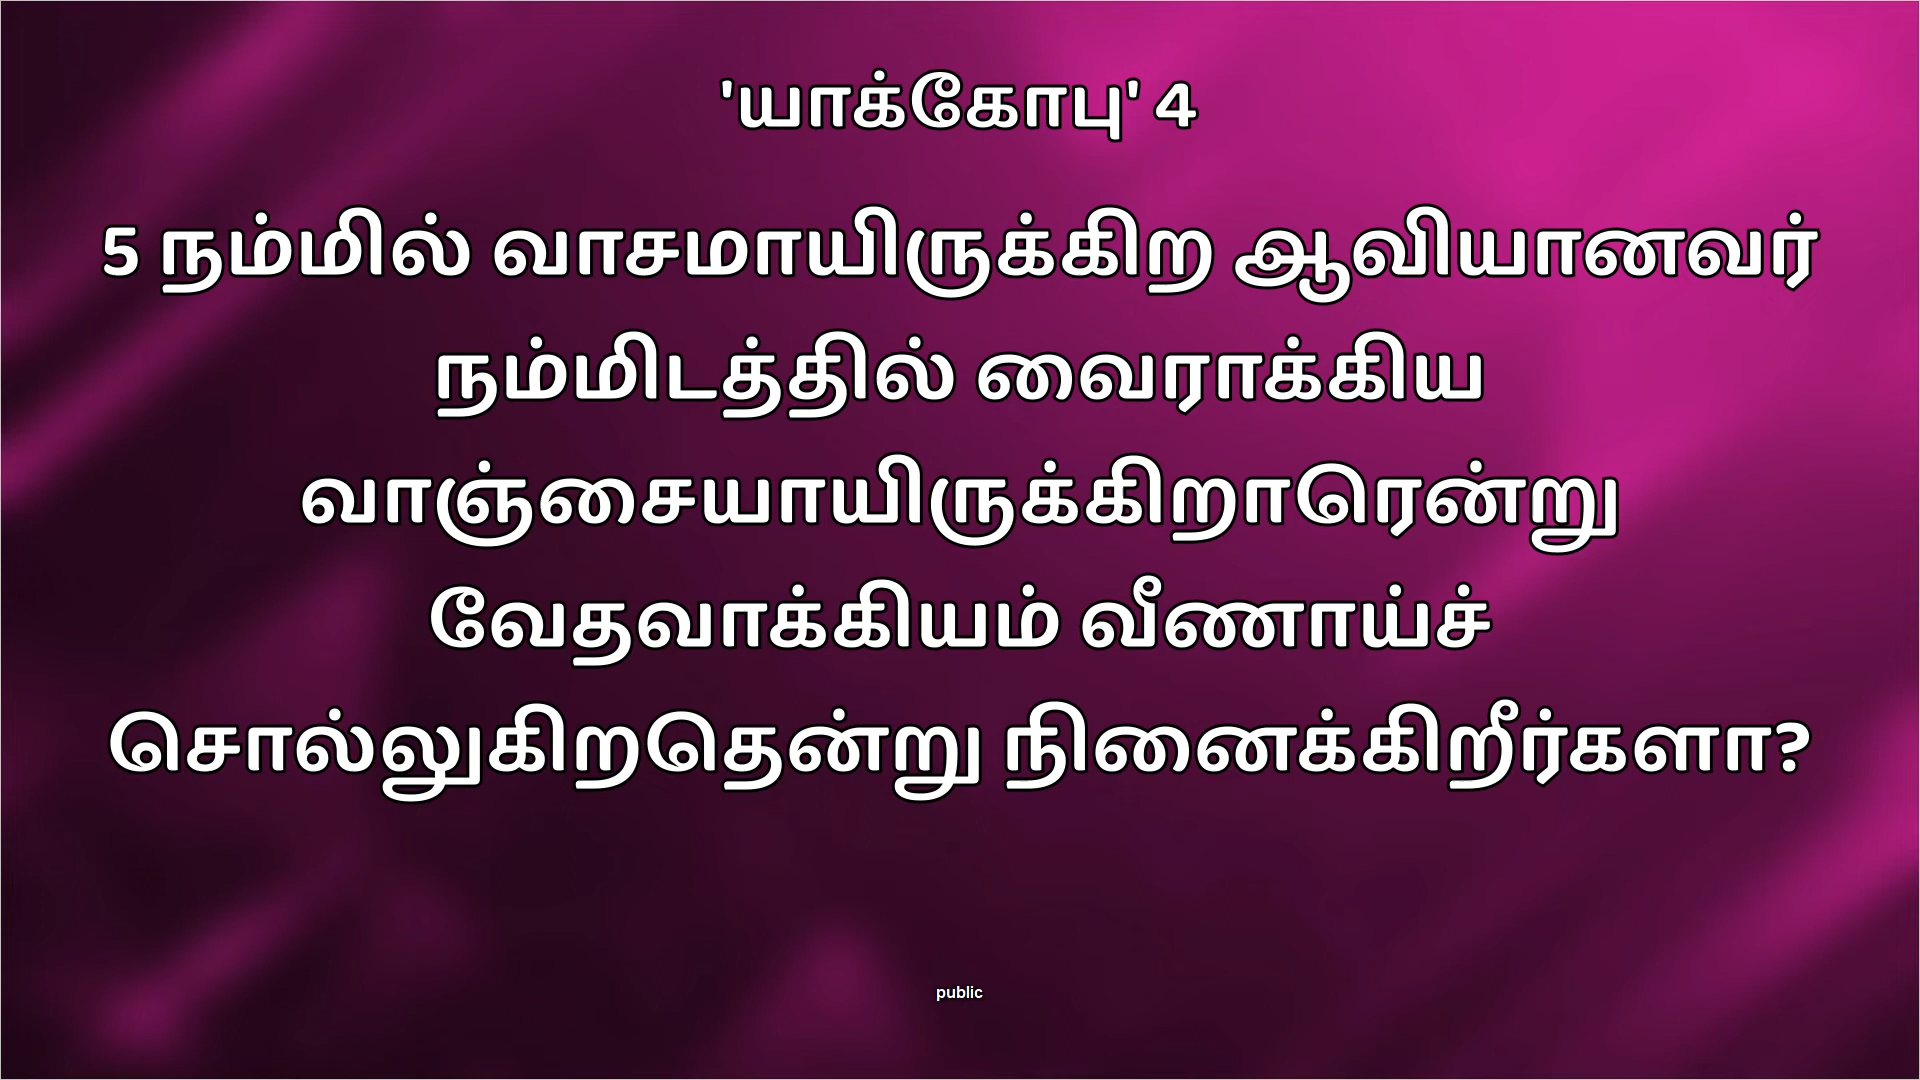 'யாக்கோபு' 4
5 நம்மில் வாசமாயிருக்கிற ஆவியானவர்
நம்மிடத்தில் வைராக்கிய
வாஞ்சையாயிருக்கிறாரென்று
வேதவாக்கியம் வீணாய்ச்
சொல்லுகிறதென்று நினைக்கிறீர்களா?
public